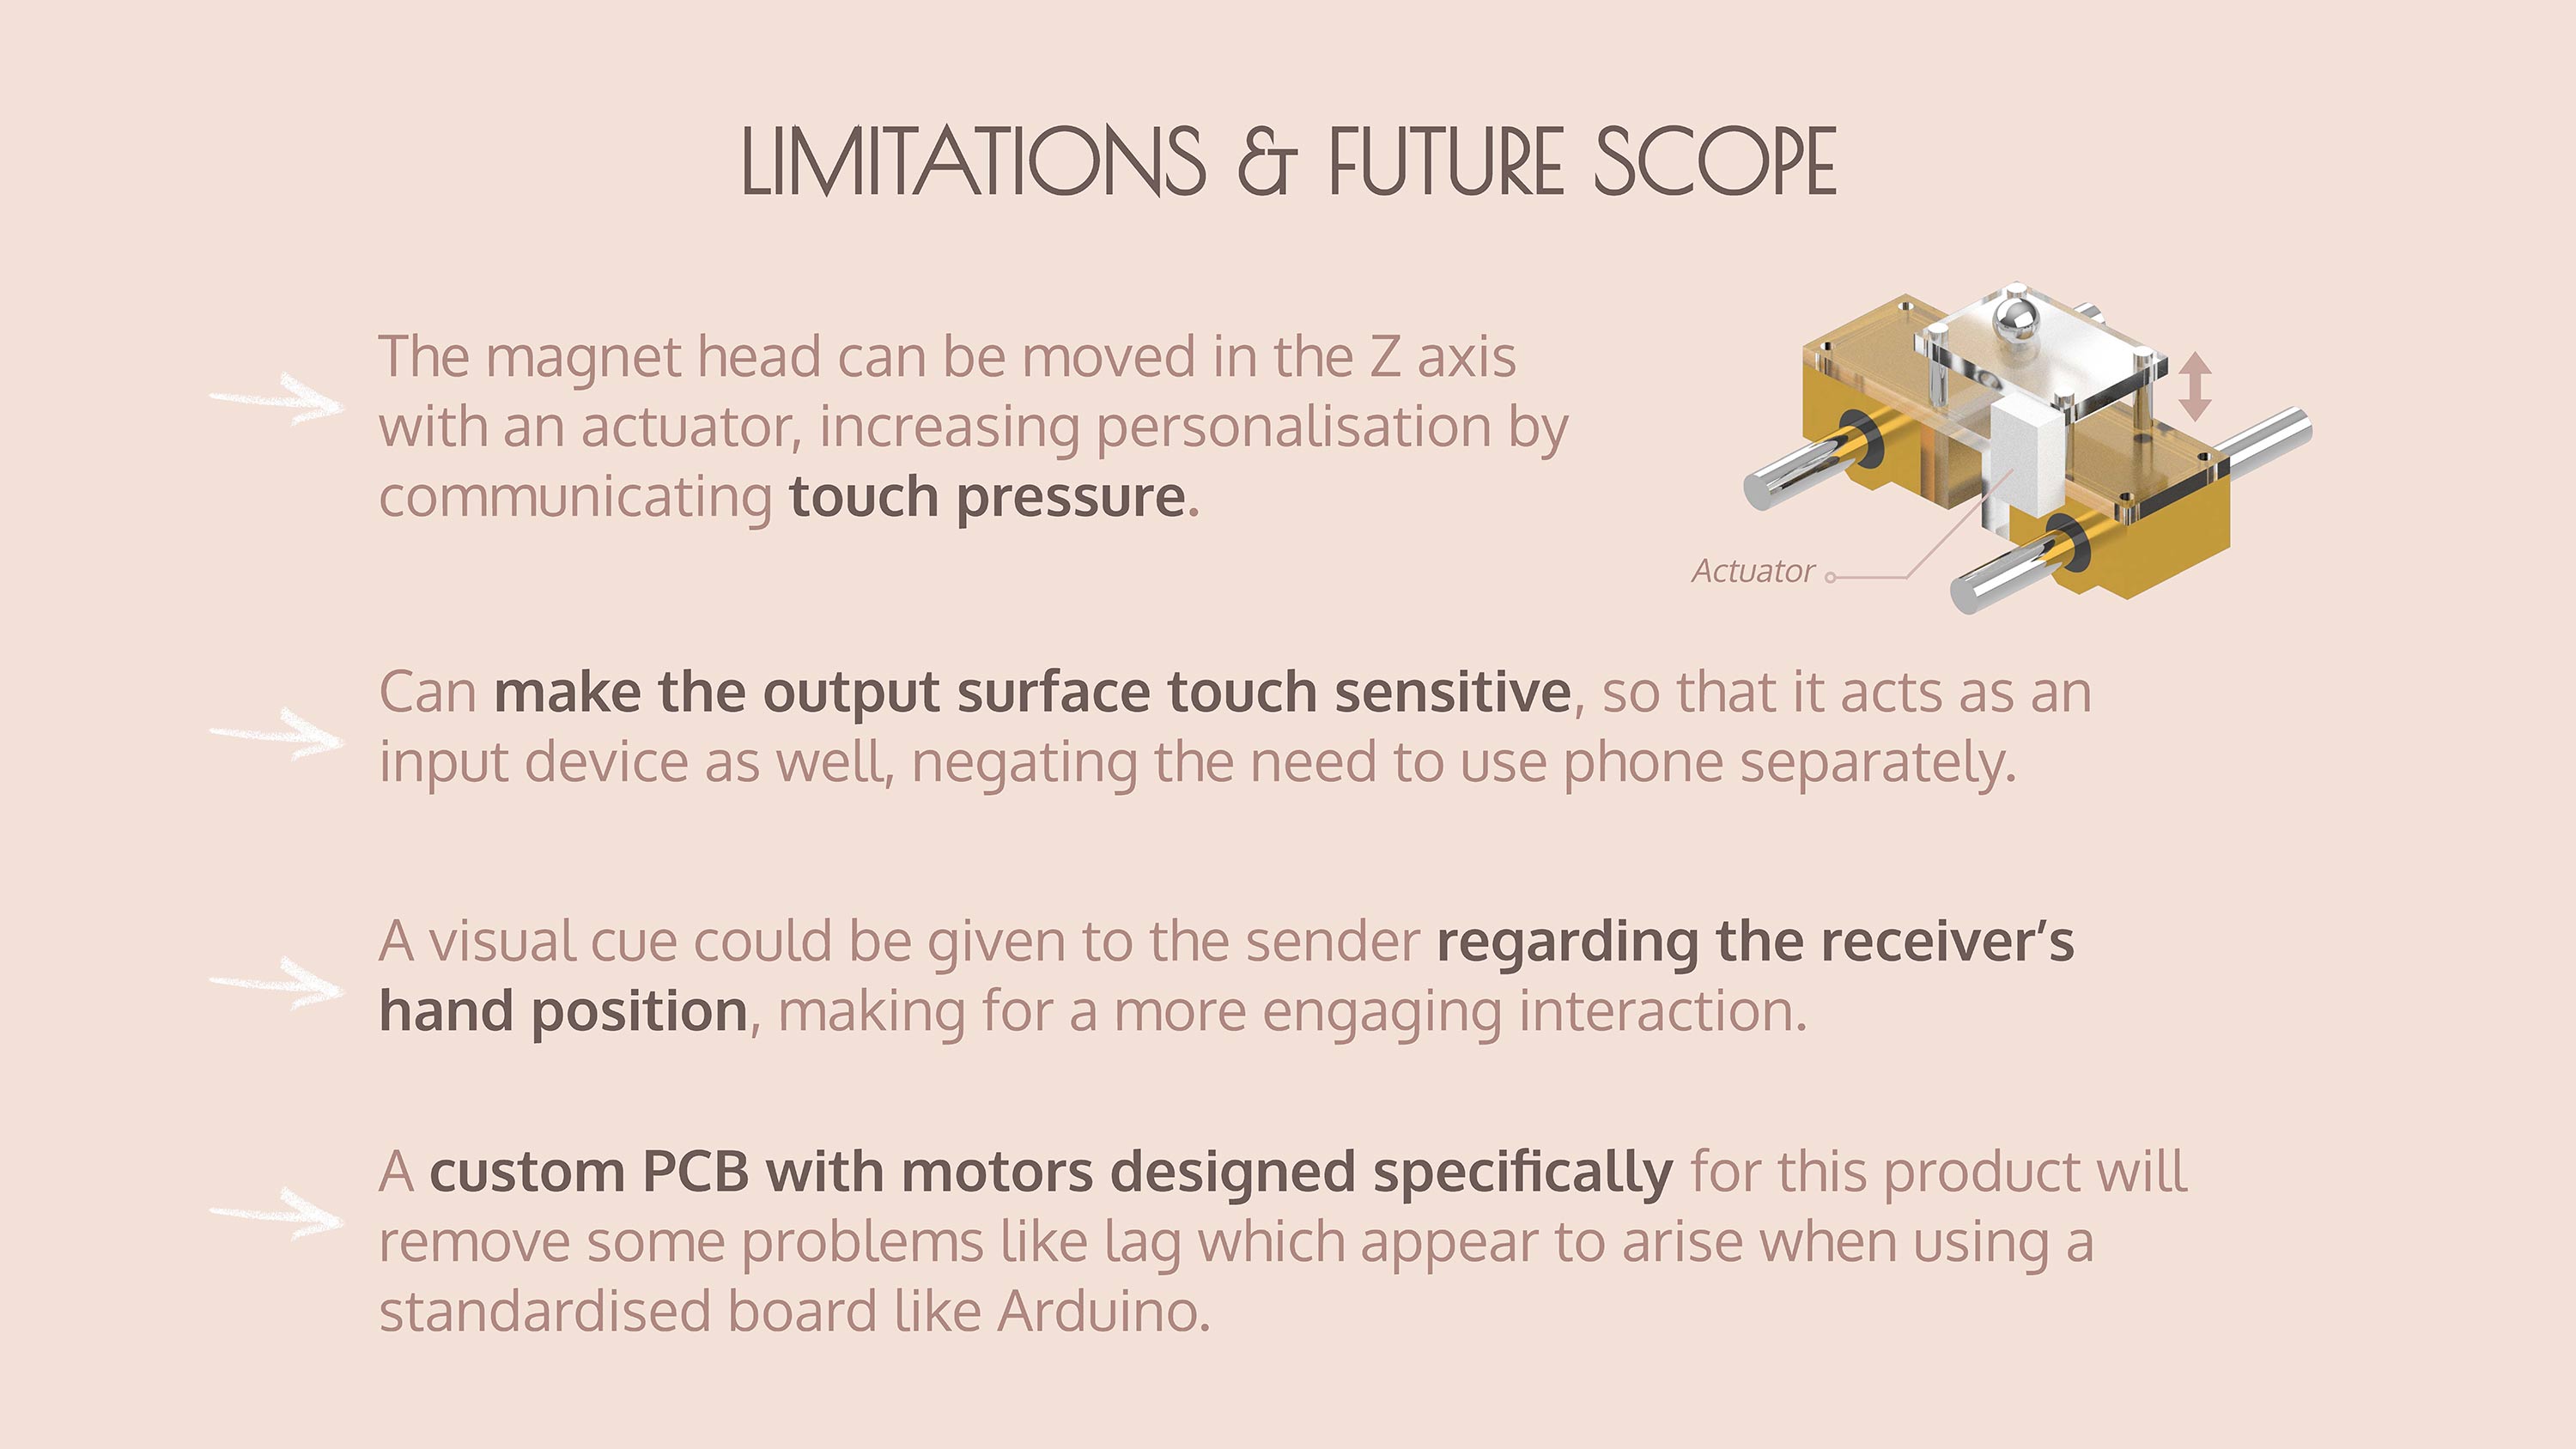 LIMITATIONS & FUTURE SCOPE
The magnet head can be moved in the Z axis
with an actuator, increasing personalisation by
communicating touch pressure.
Actuator
Can make the output surface touch sensitive, so that it acts as an
input device as well, negating the need to use phone separately.
A visual cue could be given to the sender regarding the receiver’s
hand position, making for a more engaging interaction.
A custom PCB with motors designed specifically for this product will
remove some problems like lag which appear to arise when using a
standardised board like Arduino.